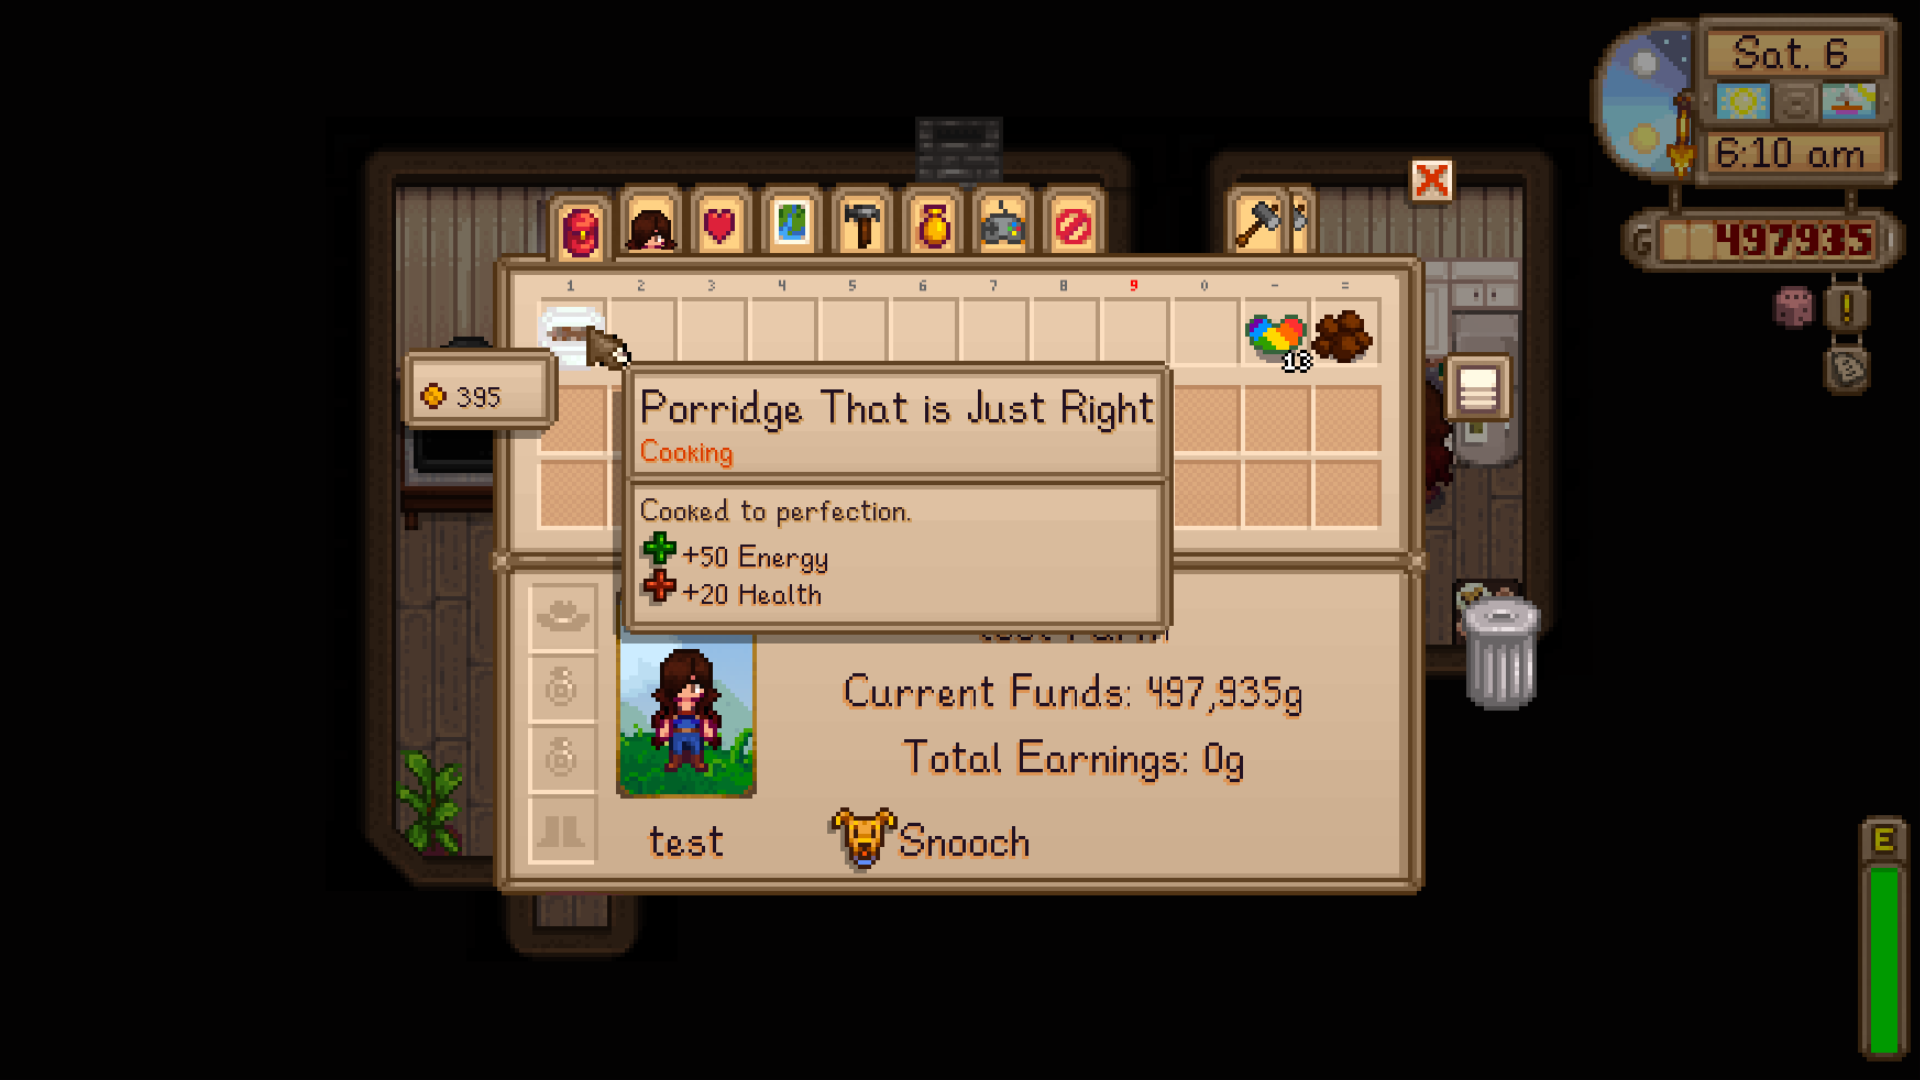 Sat. 6
6:10 am
G 497935
1 2 3 4 5 6 7 8 9 0 - =
18
395
Porridge That is Just Right
Cooking
Cooked to perfection.
+50 Energy
+20 Health
Current Funds: 497,935g
Total Earnings: 0g
test
Snooch
E